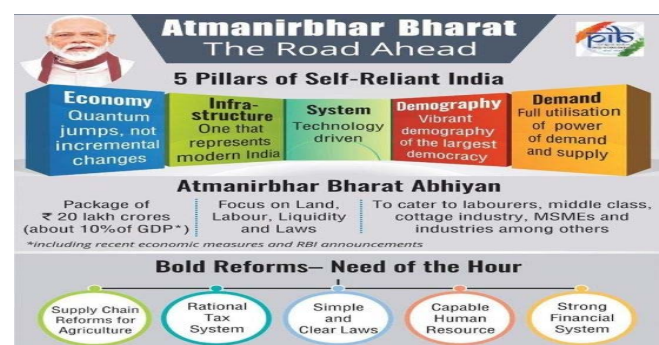 Atmanirbhar Bharat
The Road Ahead
pib
5 Pillars of Self-Reliant India
Economy
Quantum
jumps, not
incremental
changes
Infra-
structure
One that
represents
modern India
System
Technology
driven
Demography
Vibrant
demography
of the largest
democracy
Demand
Full utilisation
of power
of demand
and supply
Atmanirbhar Bharat Abhiyan
Package of
₹ 20 lakh crores
(about 10%of GDP*)
Focus on Land,
Labour, Liquidity
and Laws
To cater to labourers, middle class,
cottage industry, MSMEs and
industries among others
*including recent economic measures and RBI announcements
Bold Reforms– Need of the Hour
Supply Chain
Reforms for
Agriculture
Rational
Tax
System
Simple
and
Clear Laws
Capable
Human
Resource
Strong
Financial
System